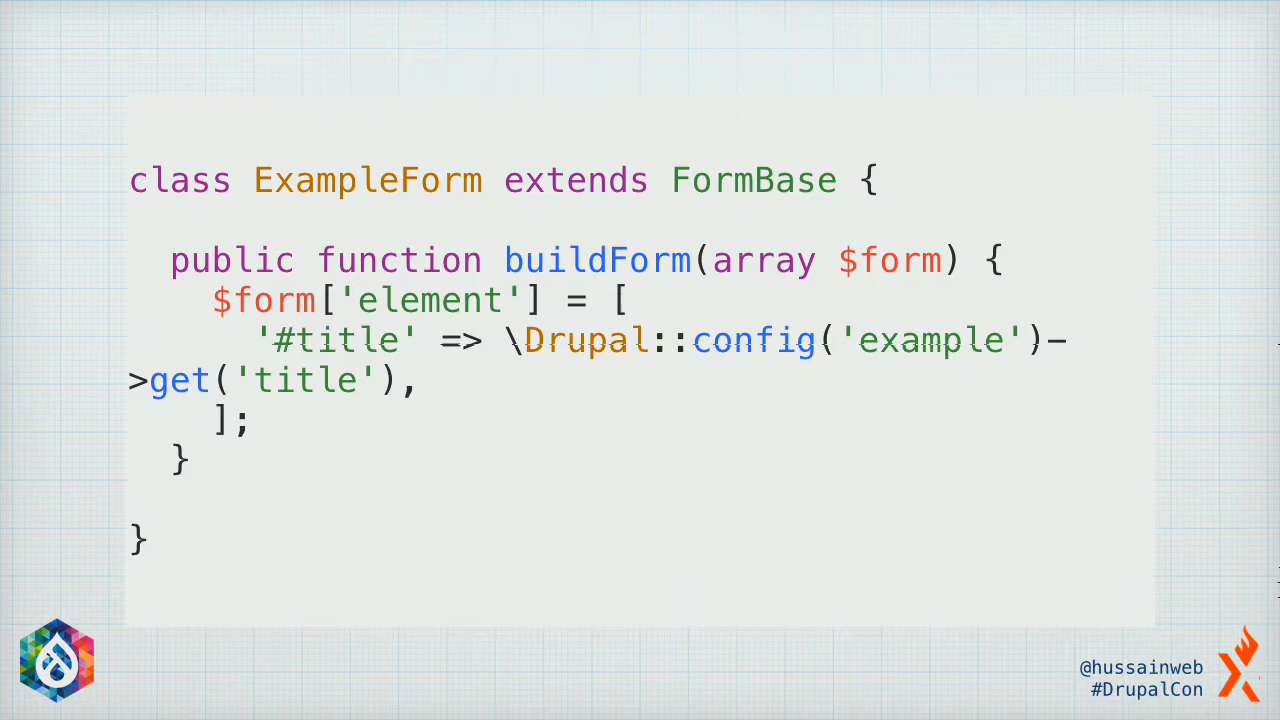 class ExampleForm extends FormBase {
  public function buildForm(array $form) {
    $form['element'] = [
      '#title' => \Drupal::config('example')-
>get('title'),
    ];
  }
}
@hussainweb
#DrupalCon